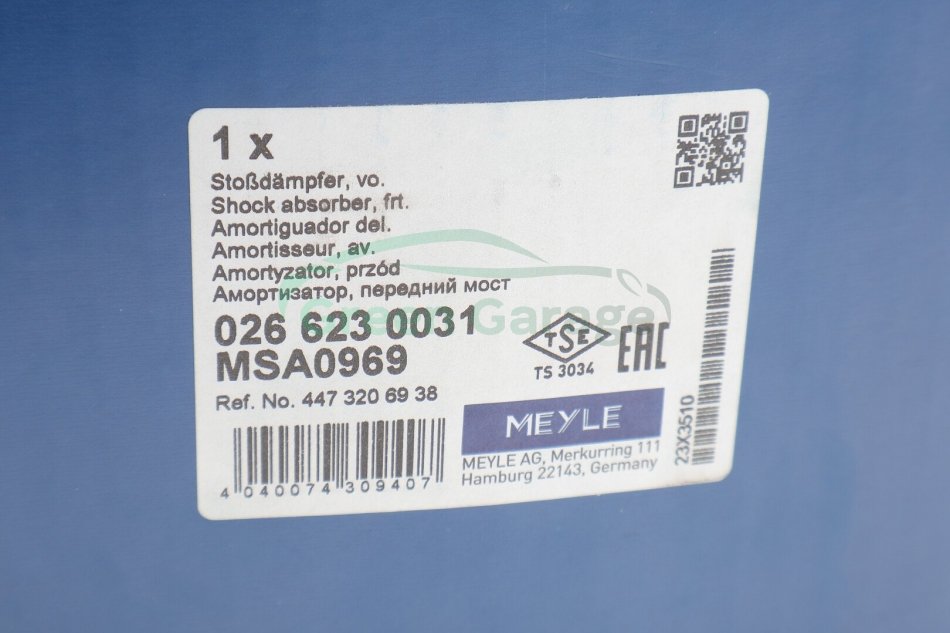 1 x
Stoßdämpfer, vo.
Shock absorber, frt.
Amortiguador del.
Amortisseur, av.
Amortyzator, przód
Амортизатор, передний мост
Green Garage
026 623 0031
MSA0969
Ref. No. 447 320 69 38
TSE
TS 3034
EAC
MEYLE
MEYLE AG, Merkurring 111
Hamburg 22143, Germany
4 040074 309407
23X3510